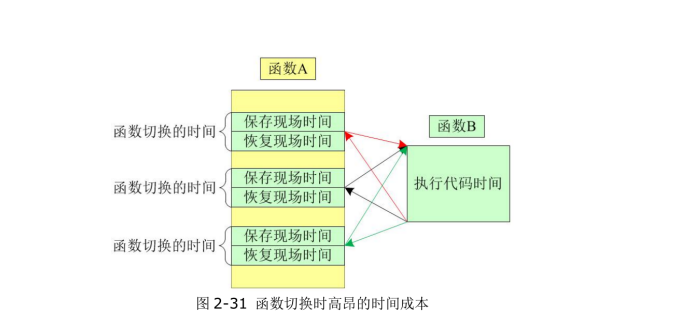 函数A
函数切换的时间
保存现场时间
恢复现场时间
函数切换的时间
保存现场时间
恢复现场时间
函数切换的时间
保存现场时间
恢复现场时间
函数B
执行代码时间
图 2-31 函数切换时高昂的时间成本